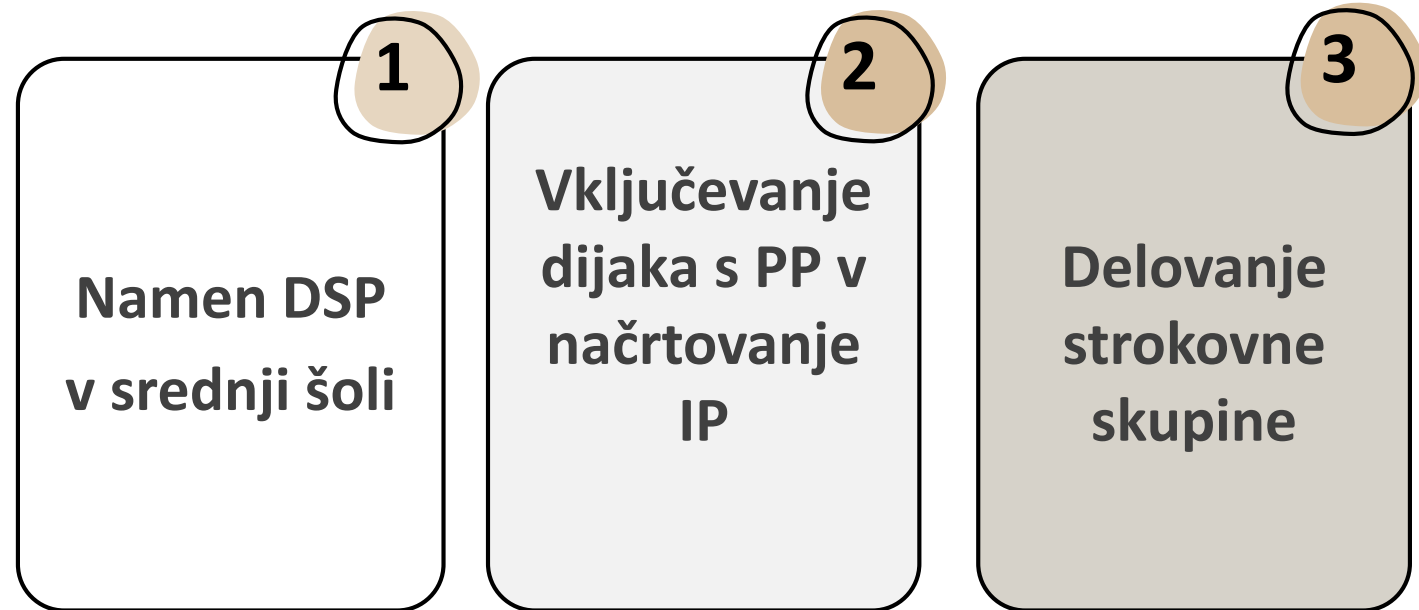 1
Namen DSP
v srednji šoli
2
Vključevanje
dijaka s PP v
načrtovanje
IP
3
Delovanje
strokovne
skupine